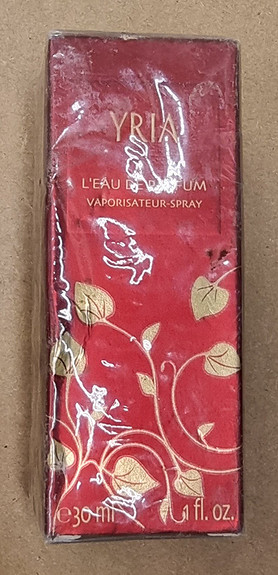 YRIA
L'EAU DE PARFUM
VAPORISATEUR-SPRAY
℮30 ml 1 fl. oz.